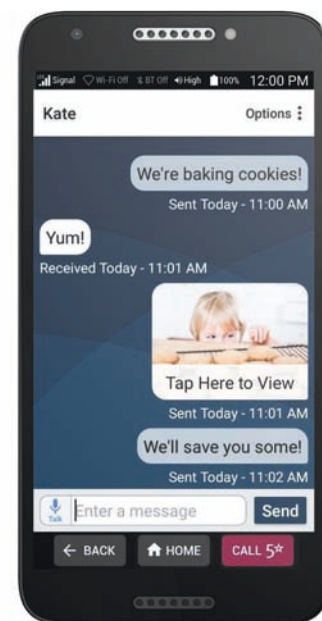 Signal Wi-Fi Off BT Off High 100% 12:00 PM
Kate Options
We're baking cookies!
Sent Today - 11:00 AM
Yum!
Received Today - 11:01 AM
Tap Here to View
Sent Today - 11:01 AM
We'll save you some!
Sent Today - 11:02 AM
Talk Enter a message Send
← BACK HOME CALL 5☆